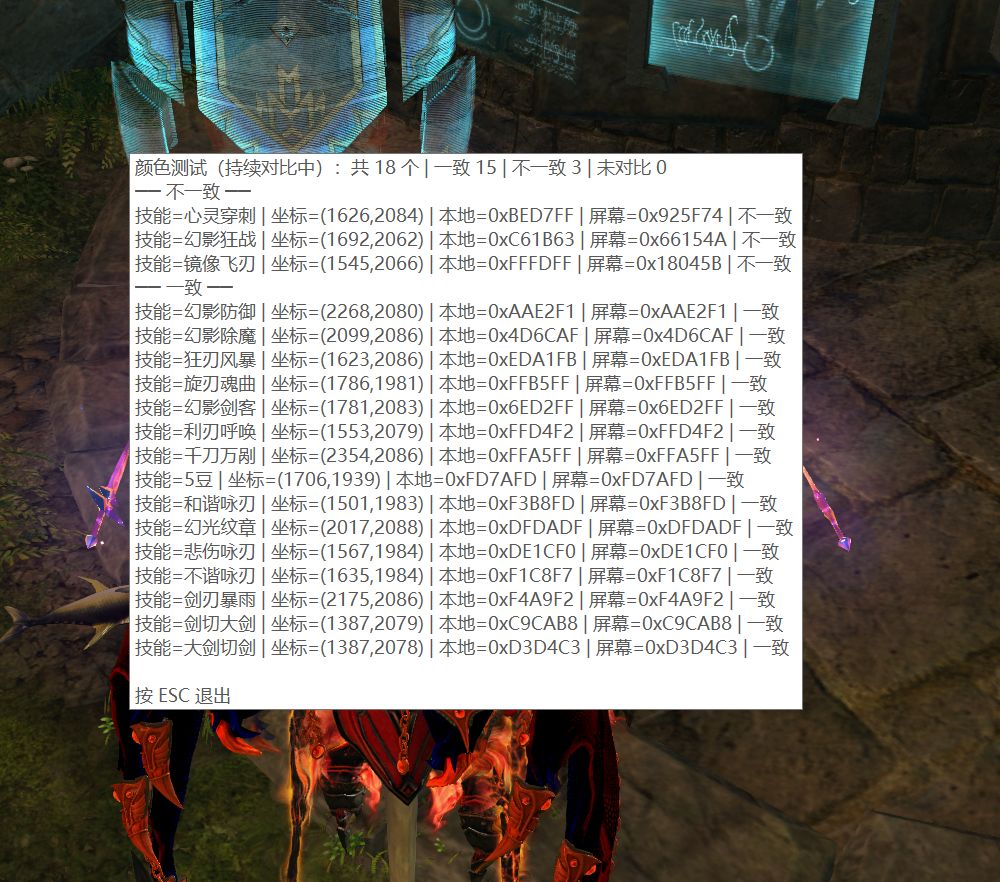 颜色测试（持续对比中）：共 18 个 | 一致 15 | 不一致 3 | 未对比 0
── 不一致 ──
技能=心灵穿刺 | 坐标=(1626,2084) | 本地=0xBED7FF | 屏幕=0x925F74 | 不一致
技能=幻影狂战 | 坐标=(1692,2062) | 本地=0xC61B63 | 屏幕=0x66154A | 不一致
技能=镜像飞刃 | 坐标=(1545,2066) | 本地=0xFFFDFF | 屏幕=0x18045B | 不一致
── 一致 ──
技能=幻影防御 | 坐标=(2268,2080) | 本地=0xAAE2F1 | 屏幕=0xAAE2F1 | 一致
技能=幻影除魔 | 坐标=(2099,2086) | 本地=0x4D6CAF | 屏幕=0x4D6CAF | 一致
技能=狂刃风暴 | 坐标=(1623,2086) | 本地=0xEDA1FB | 屏幕=0xEDA1FB | 一致
技能=旋刃魂曲 | 坐标=(1786,1981) | 本地=0xFFB5FF | 屏幕=0xFFB5FF | 一致
技能=幻影剑客 | 坐标=(1781,2083) | 本地=0x6ED2FF | 屏幕=0x6ED2FF | 一致
技能=利刃呼唤 | 坐标=(1553,2079) | 本地=0xFFD4F2 | 屏幕=0xFFD4F2 | 一致
技能=千刀万剐 | 坐标=(2354,2086) | 本地=0xFFA5FF | 屏幕=0xFFA5FF | 一致
技能=5豆 | 坐标=(1706,1939) | 本地=0xFD7AFD | 屏幕=0xFD7AFD | 一致
技能=和谐咏刃 | 坐标=(1501,1983) | 本地=0xF3B8FD | 屏幕=0xF3B8FD | 一致
技能=幻光纹章 | 坐标=(2017,2088) | 本地=0xDFDADF | 屏幕=0xDFDADF | 一致
技能=悲伤咏刃 | 坐标=(1567,1984) | 本地=0xDE1CF0 | 屏幕=0xDE1CF0 | 一致
技能=不谐咏刃 | 坐标=(1635,1984) | 本地=0xF1C8F7 | 屏幕=0xF1C8F7 | 一致
技能=剑刃暴雨 | 坐标=(2175,2086) | 本地=0xF4A9F2 | 屏幕=0xF4A9F2 | 一致
技能=剑切大剑 | 坐标=(1387,2079) | 本地=0xC9CAB8 | 屏幕=0xC9CAB8 | 一致
技能=大剑切剑 | 坐标=(1387,2078) | 本地=0xD3D4C3 | 屏幕=0xD3D4C3 | 一致
按 ESC 退出